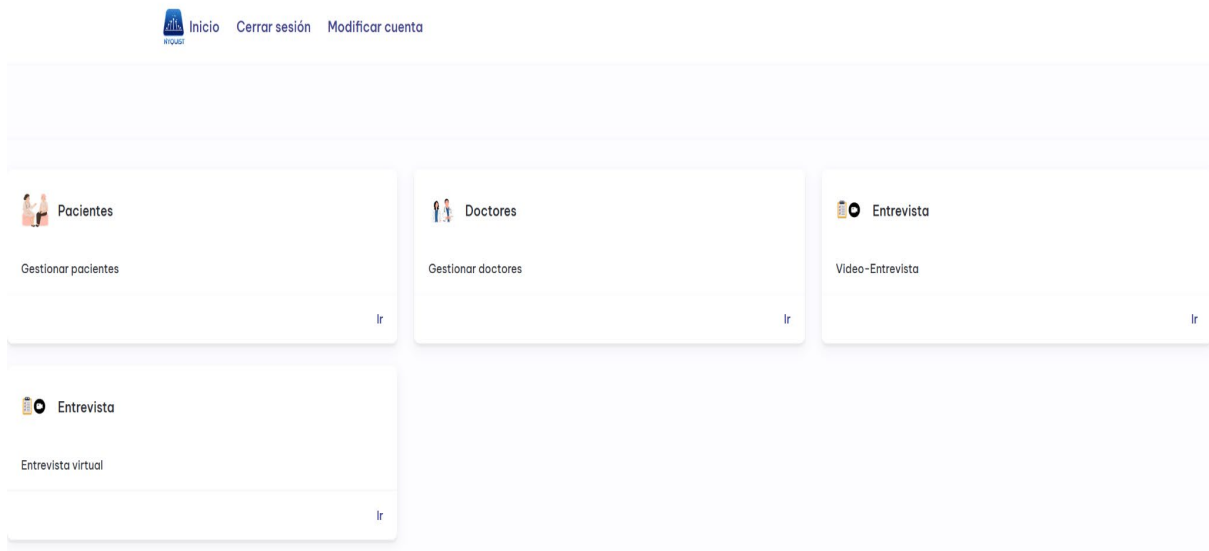 NYQUIST
Inicio Cerrar sesión Modificar cuenta
Pacientes
Gestionar pacientes
Ir
Doctores
Gestionar doctores
Ir
Entrevista
Video-Entrevista
Ir
Entrevista
Entrevista virtual
Ir